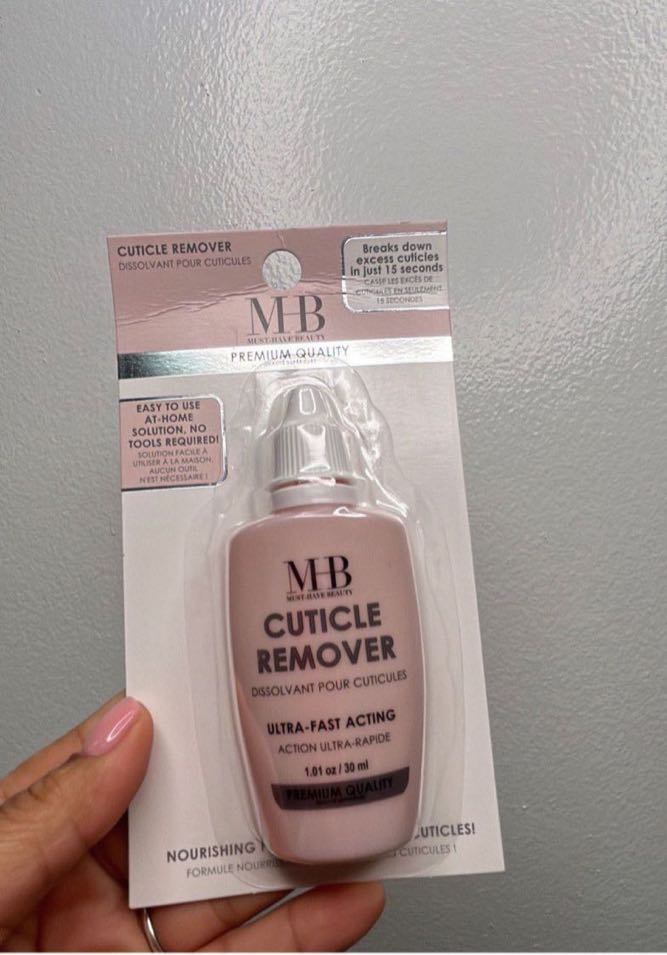 CUTICLE REMOVER
DISSOLVANT POUR CUTICULES
Breaks down
excess cuticles
in just 15 seconds
CASSE LES EXCÈS DE
CUTICULES EN SEULEMENT
15 SECONDES
MHB
MUST-HAVE BEAUTY
PREMIUM QUALITY
EASY TO USE
AT-HOME
SOLUTION, NO
TOOLS REQUIRED!
SOLUTION FACILE À
UTILISER À LA MAISON,
AUCUN OUTIL
N'EST NÉCESSAIRE !
MHB
MUST-HAVE BEAUTY
CUTICLE
REMOVER
DISSOLVANT POUR CUTICULES
ULTRA-FAST ACTING
ACTION ULTRA-RAPIDE
1.01 oz / 30 ml
PREMIUM QUALITY
NOURISHING CUTICLES!
FORMULE CUTICULES !